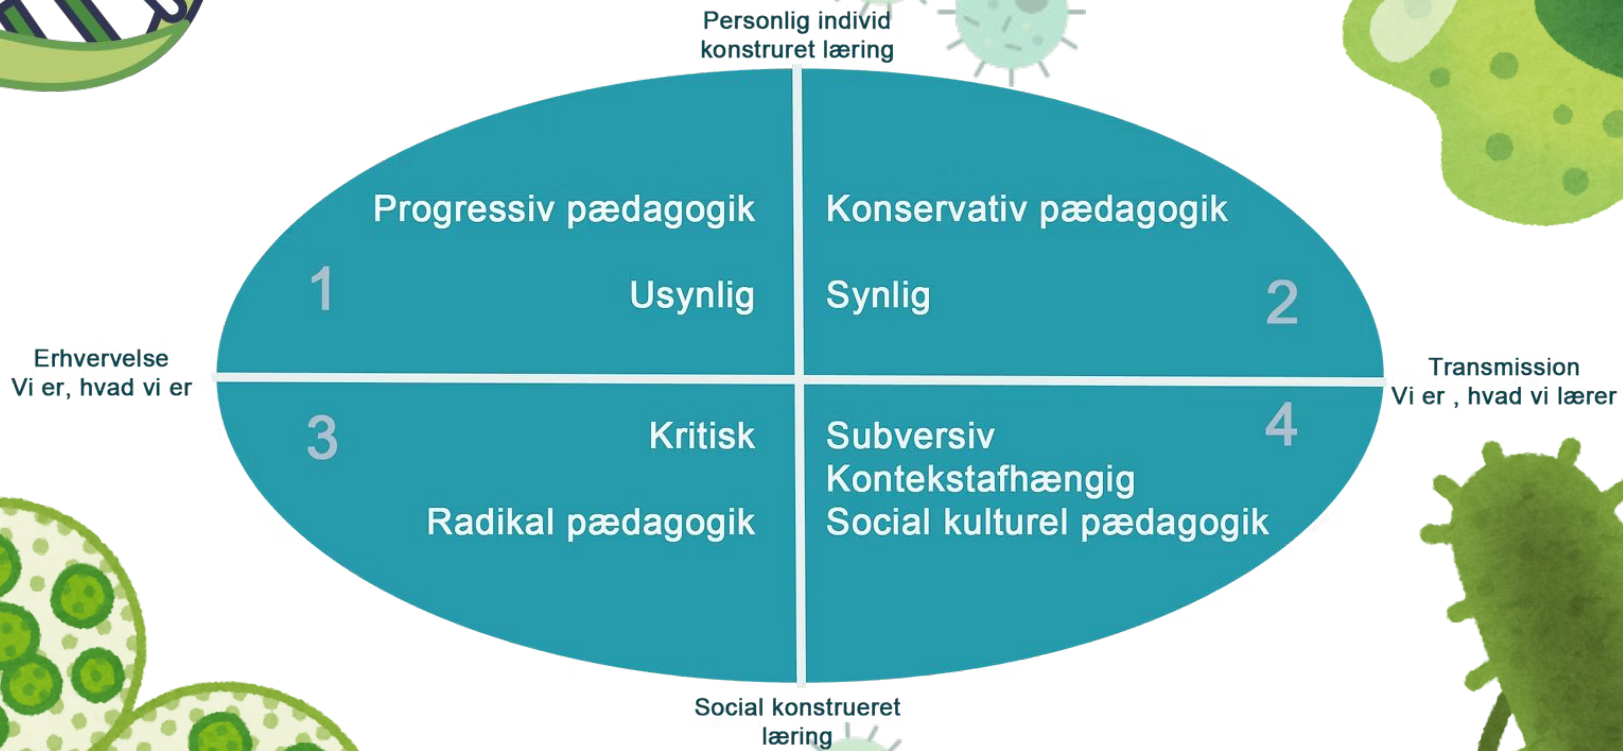 Personlig individ
konstruret læring
Progressiv pædagogik
Konservativ pædagogik
1
Usynlig
Synlig
2
Erhvervelse
Vi er, hvad vi er
Transmission
Vi er , hvad vi lærer
3
Kritisk
Radikal pædagogik
Subversiv
4
Kontekstafhængig
Social kulturel pædagogik
Social konstrueret
læring